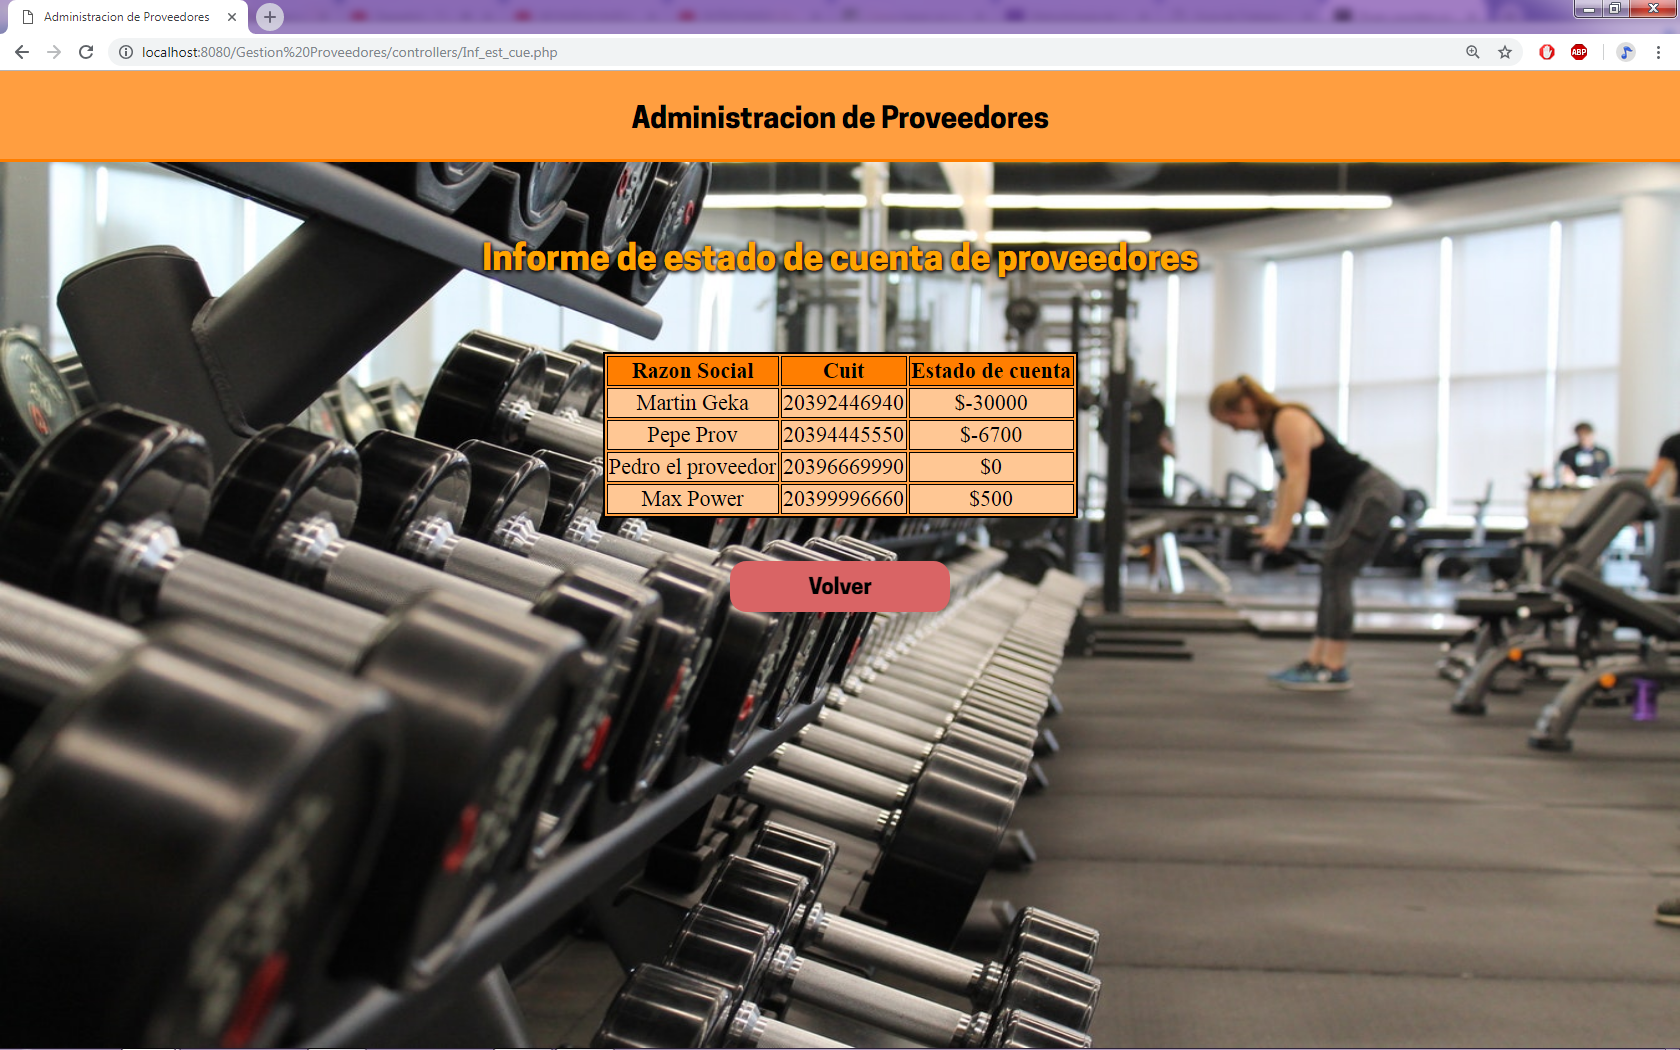 Administracion de Proveedores
localhost:8080/Gestion%20Proveedores/controllers/Inf_est_cue.php
ABP
Administracion de Proveedores
Informe de estado de cuenta de proveedores
Razon Social Cuit Estado de cuenta
Martin Geka 20392446940 $-30000
Pepe Prov 20394445550 $-6700
Pedro el proveedor 20396669990 $0
Max Power 20399996660 $500
Volver